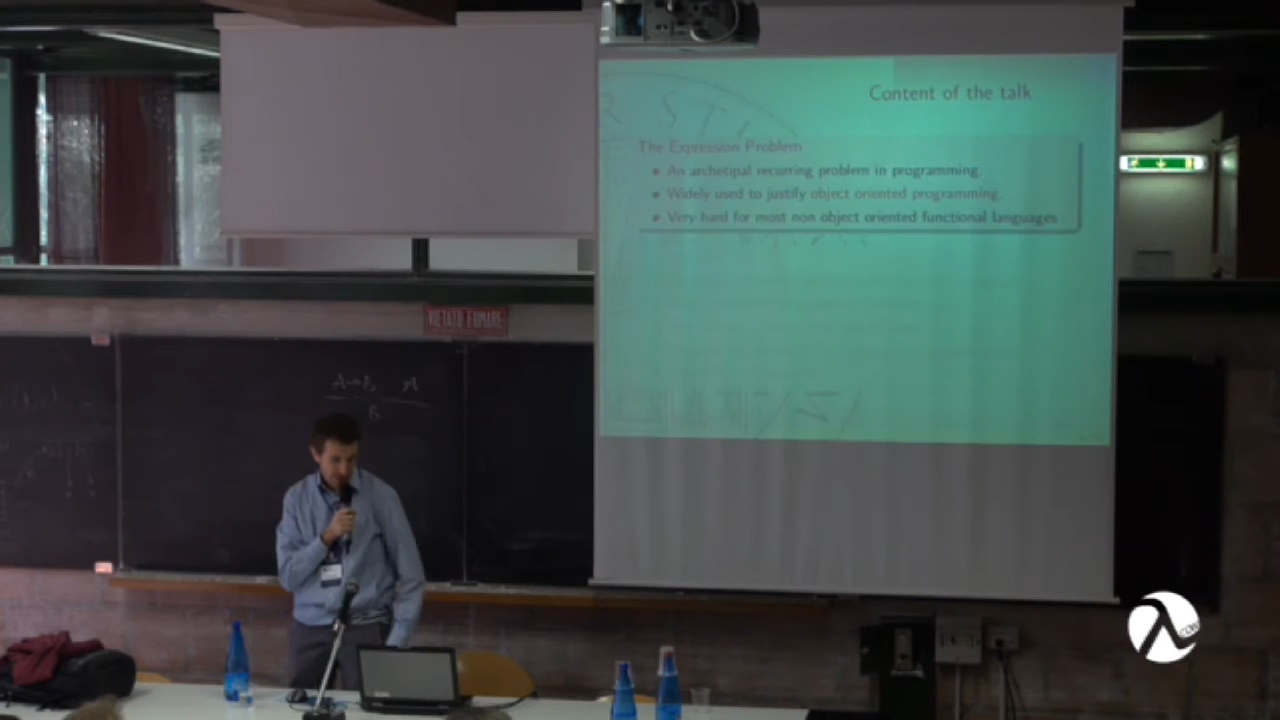 Content of the talk
The Expression Problem
• An archetipal recurring problem in programming.
• Widely used to justify object oriented programming.
• Very hard for most non object oriented functional languages
VIETATO FUMARE
A→B, A
B
λ
CON